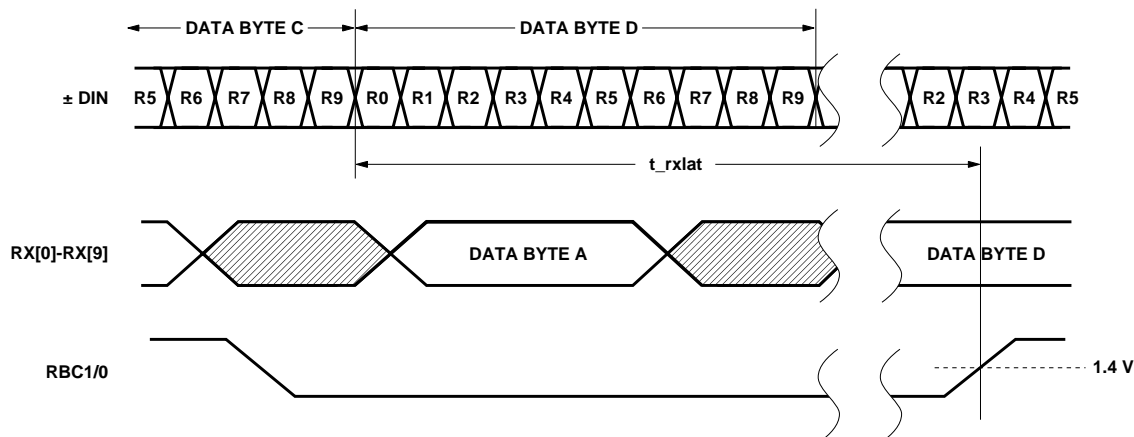 DATA BYTE C DATA BYTE D
± DIN R5 R6 R7 R8 R9 R0 R1 R2 R3 R4 R5 R6 R7 R8 R9 R2 R3 R4 R5
t_rxlat
RX[0]-RX[9] DATA BYTE A DATA BYTE D
RBC1/0 1.4 V